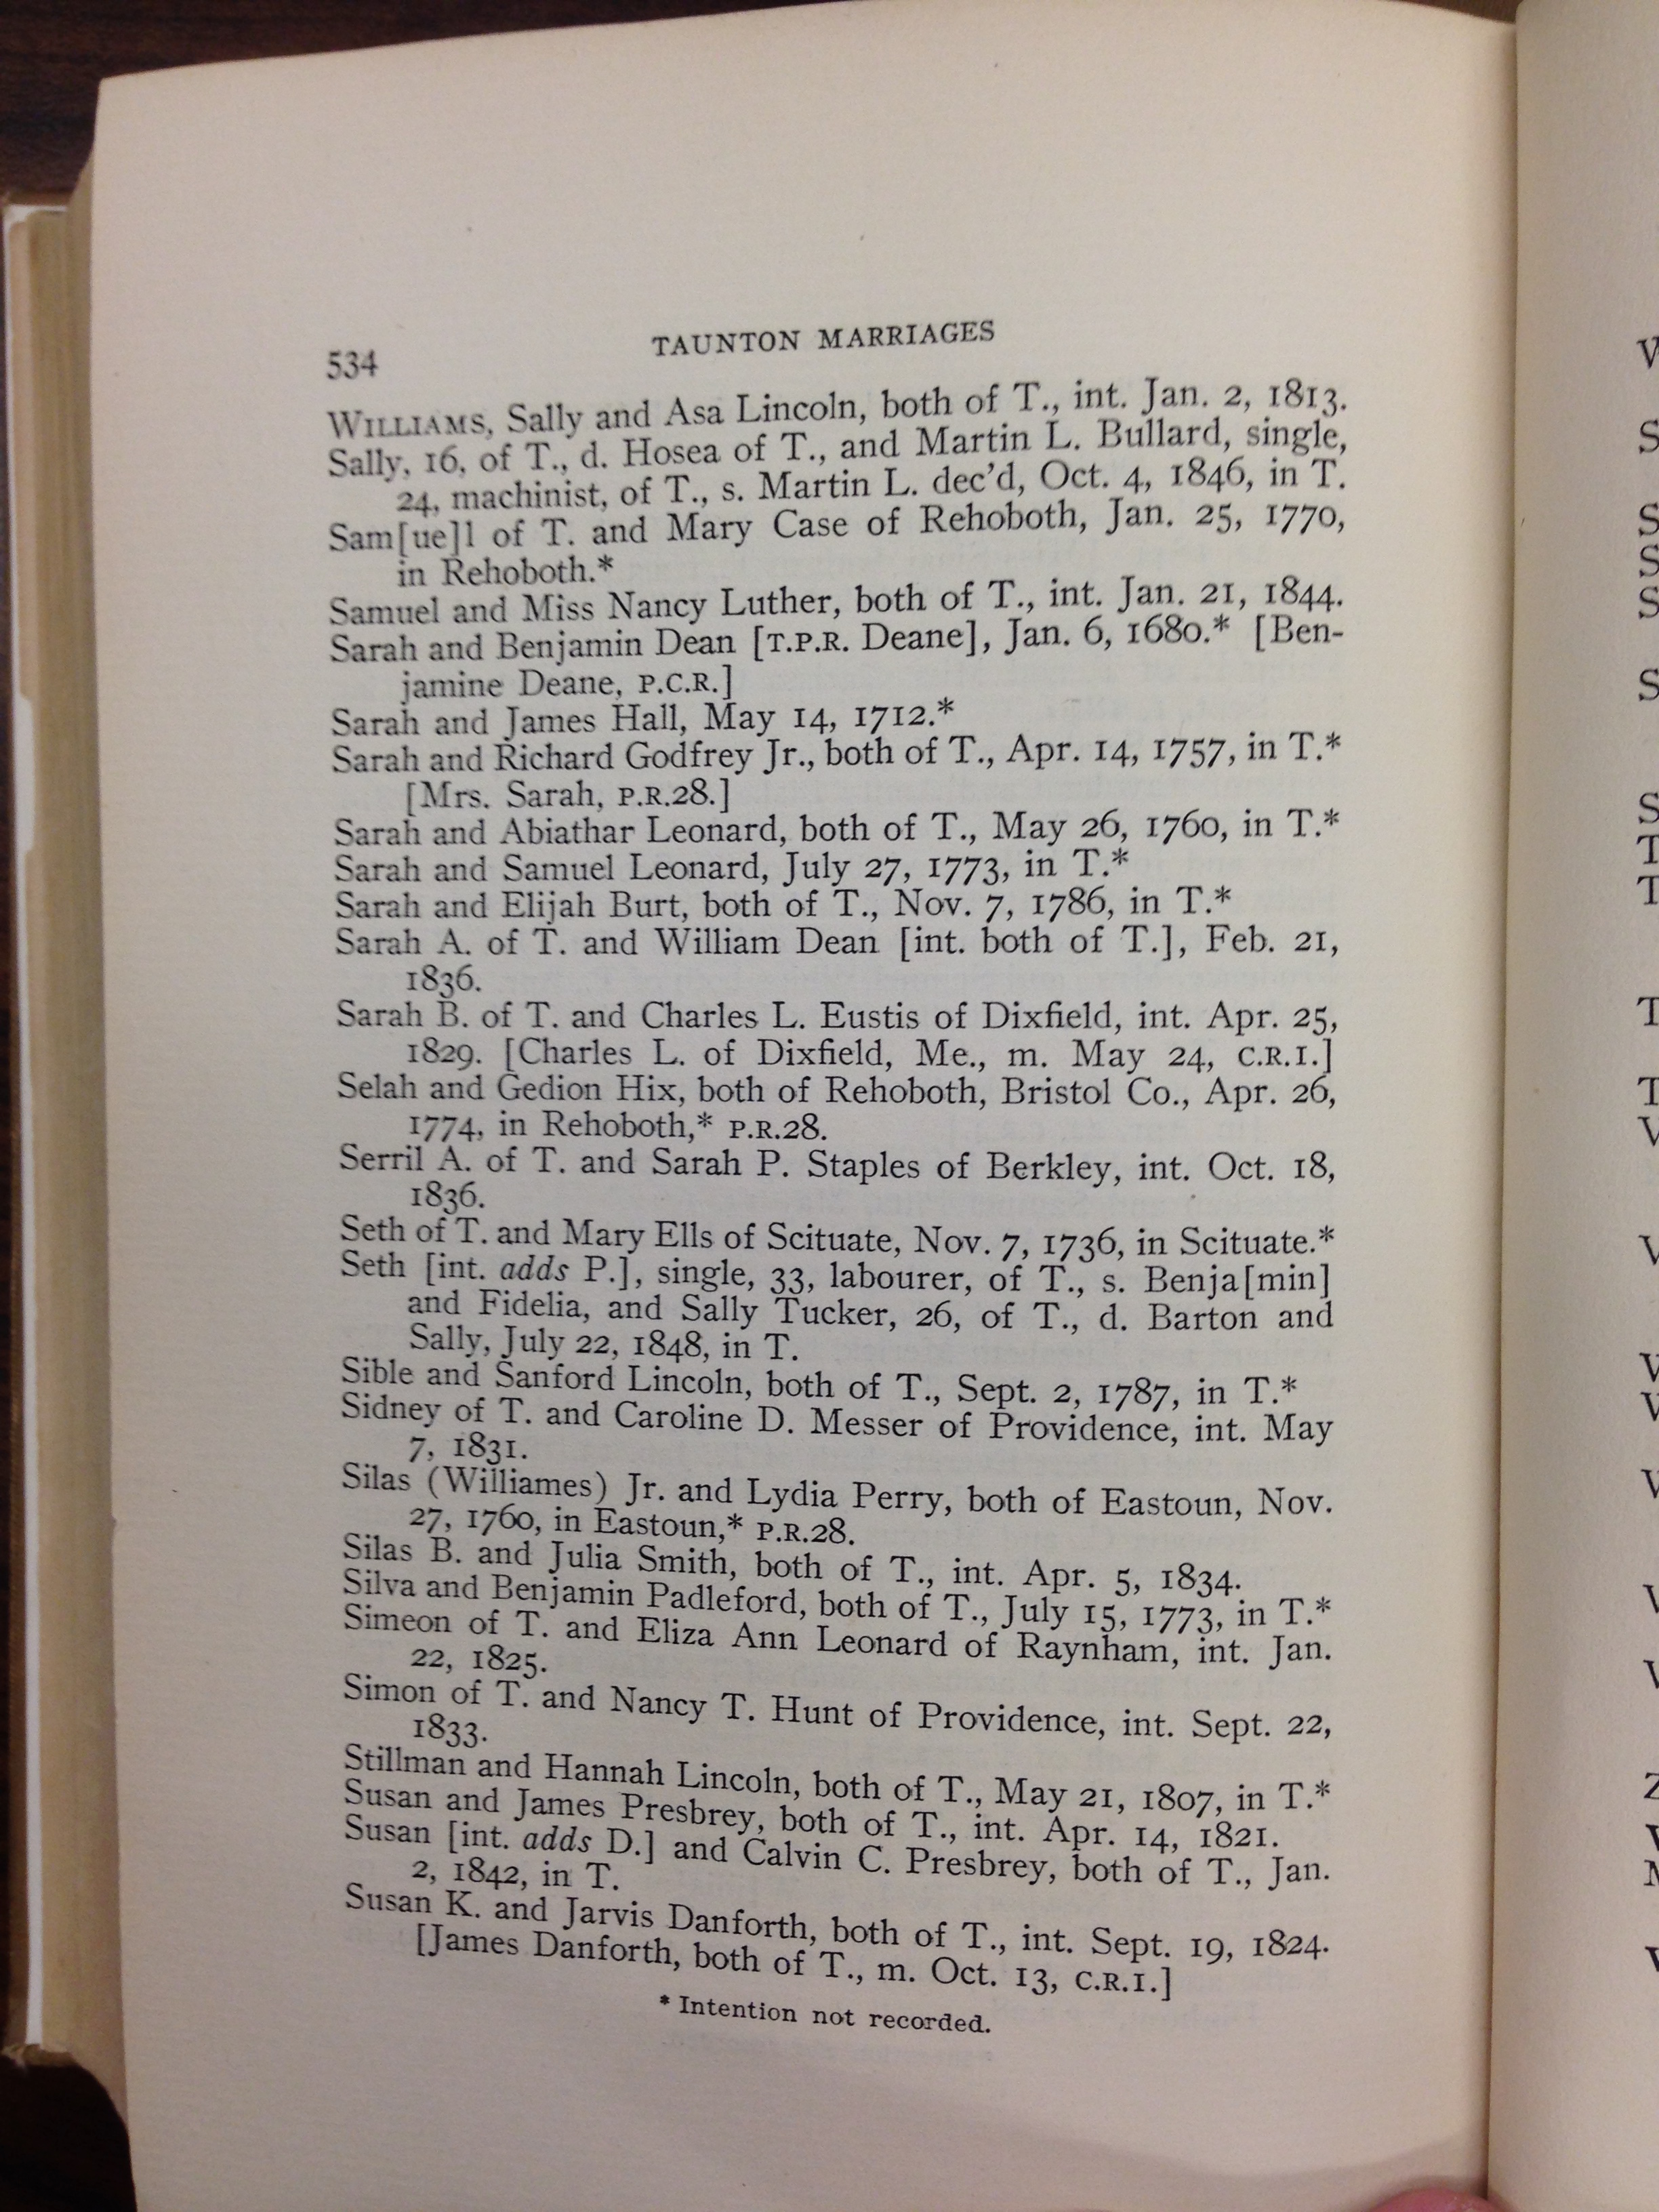 534
TAUNTON MARRIAGES
WILLIAMS, Sally and Asa Lincoln, both of T., int. Jan. 2, 1813.
Sally, 16, of T., d. Hosea of T., and Martin L. Bullard, single,
24, machinist, of T., s. Martin L. dec'd, Oct. 4, 1846, in T.
Sam[ue]l of T. and Mary Case of Rehoboth, Jan. 25, 1770,
in Rehoboth.*
Samuel and Miss Nancy Luther, both of T., int. Jan. 21, 1844.
Sarah and Benjamin Dean [T.P.R. Deane], Jan. 6, 1680.* [Ben-
jamine Deane, P.C.R.]
Sarah and James Hall, May 14, 1712.*
Sarah and Richard Godfrey Jr., both of T., Apr. 14, 1757, in T.*
[Mrs. Sarah, P.R.28.]
Sarah and Abiathar Leonard, both of T., May 26, 1760, in T.*
Sarah and Samuel Leonard, July 27, 1773, in T.*
Sarah and Elijah Burt, both of T., Nov. 7, 1786, in T.*
Sarah A. of T. and William Dean [int. both of T.], Feb. 21,
1836.
Sarah B. of T. and Charles L. Eustis of Dixfield, int. Apr. 25,
1829. [Charles L. of Dixfield, Me., m. May 24, C.R.I.]
Selah and Gedion Hix, both of Rehoboth, Bristol Co., Apr. 26,
1774, in Rehoboth,* P.R.28.
Serril A. of T. and Sarah P. Staples of Berkley, int. Oct. 18,
1836.
Seth of T. and Mary Ells of Scituate, Nov. 7, 1736, in Scituate.*
Seth [int. adds P.], single, 33, labourer, of T., s. Benja[min]
and Fidelia, and Sally Tucker, 26, of T., d. Barton and
Sally, July 22, 1848, in T.
Sible and Sanford Lincoln, both of T., Sept. 2, 1787, in T.*
Sidney of T. and Caroline D. Messer of Providence, int. May
7, 1831.
Silas (Williames) Jr. and Lydia Perry, both of Eastoun, Nov.
27, 1760, in Eastoun,* P.R.28.
Silas B. and Julia Smith, both of T., int. Apr. 5, 1834.
Silva and Benjamin Padleford, both of T., July 15, 1773, in T.*
Simeon of T. and Eliza Ann Leonard of Raynham, int. Jan.
22, 1825.
Simon of T. and Nancy T. Hunt of Providence, int. Sept. 22,
1833.
Stillman and Hannah Lincoln, both of T., May 21, 1807, in T.*
Susan and James Presbrey, both of T., int. Apr. 14, 1821.
Susan [int. adds D.] and Calvin C. Presbrey, both of T., Jan.
2, 1842, in T.
Susan K. and Jarvis Danforth, both of T., int. Sept. 19, 1824.
[James Danforth, both of T., m. Oct. 13, C.R.I.]
* Intention not recorded.